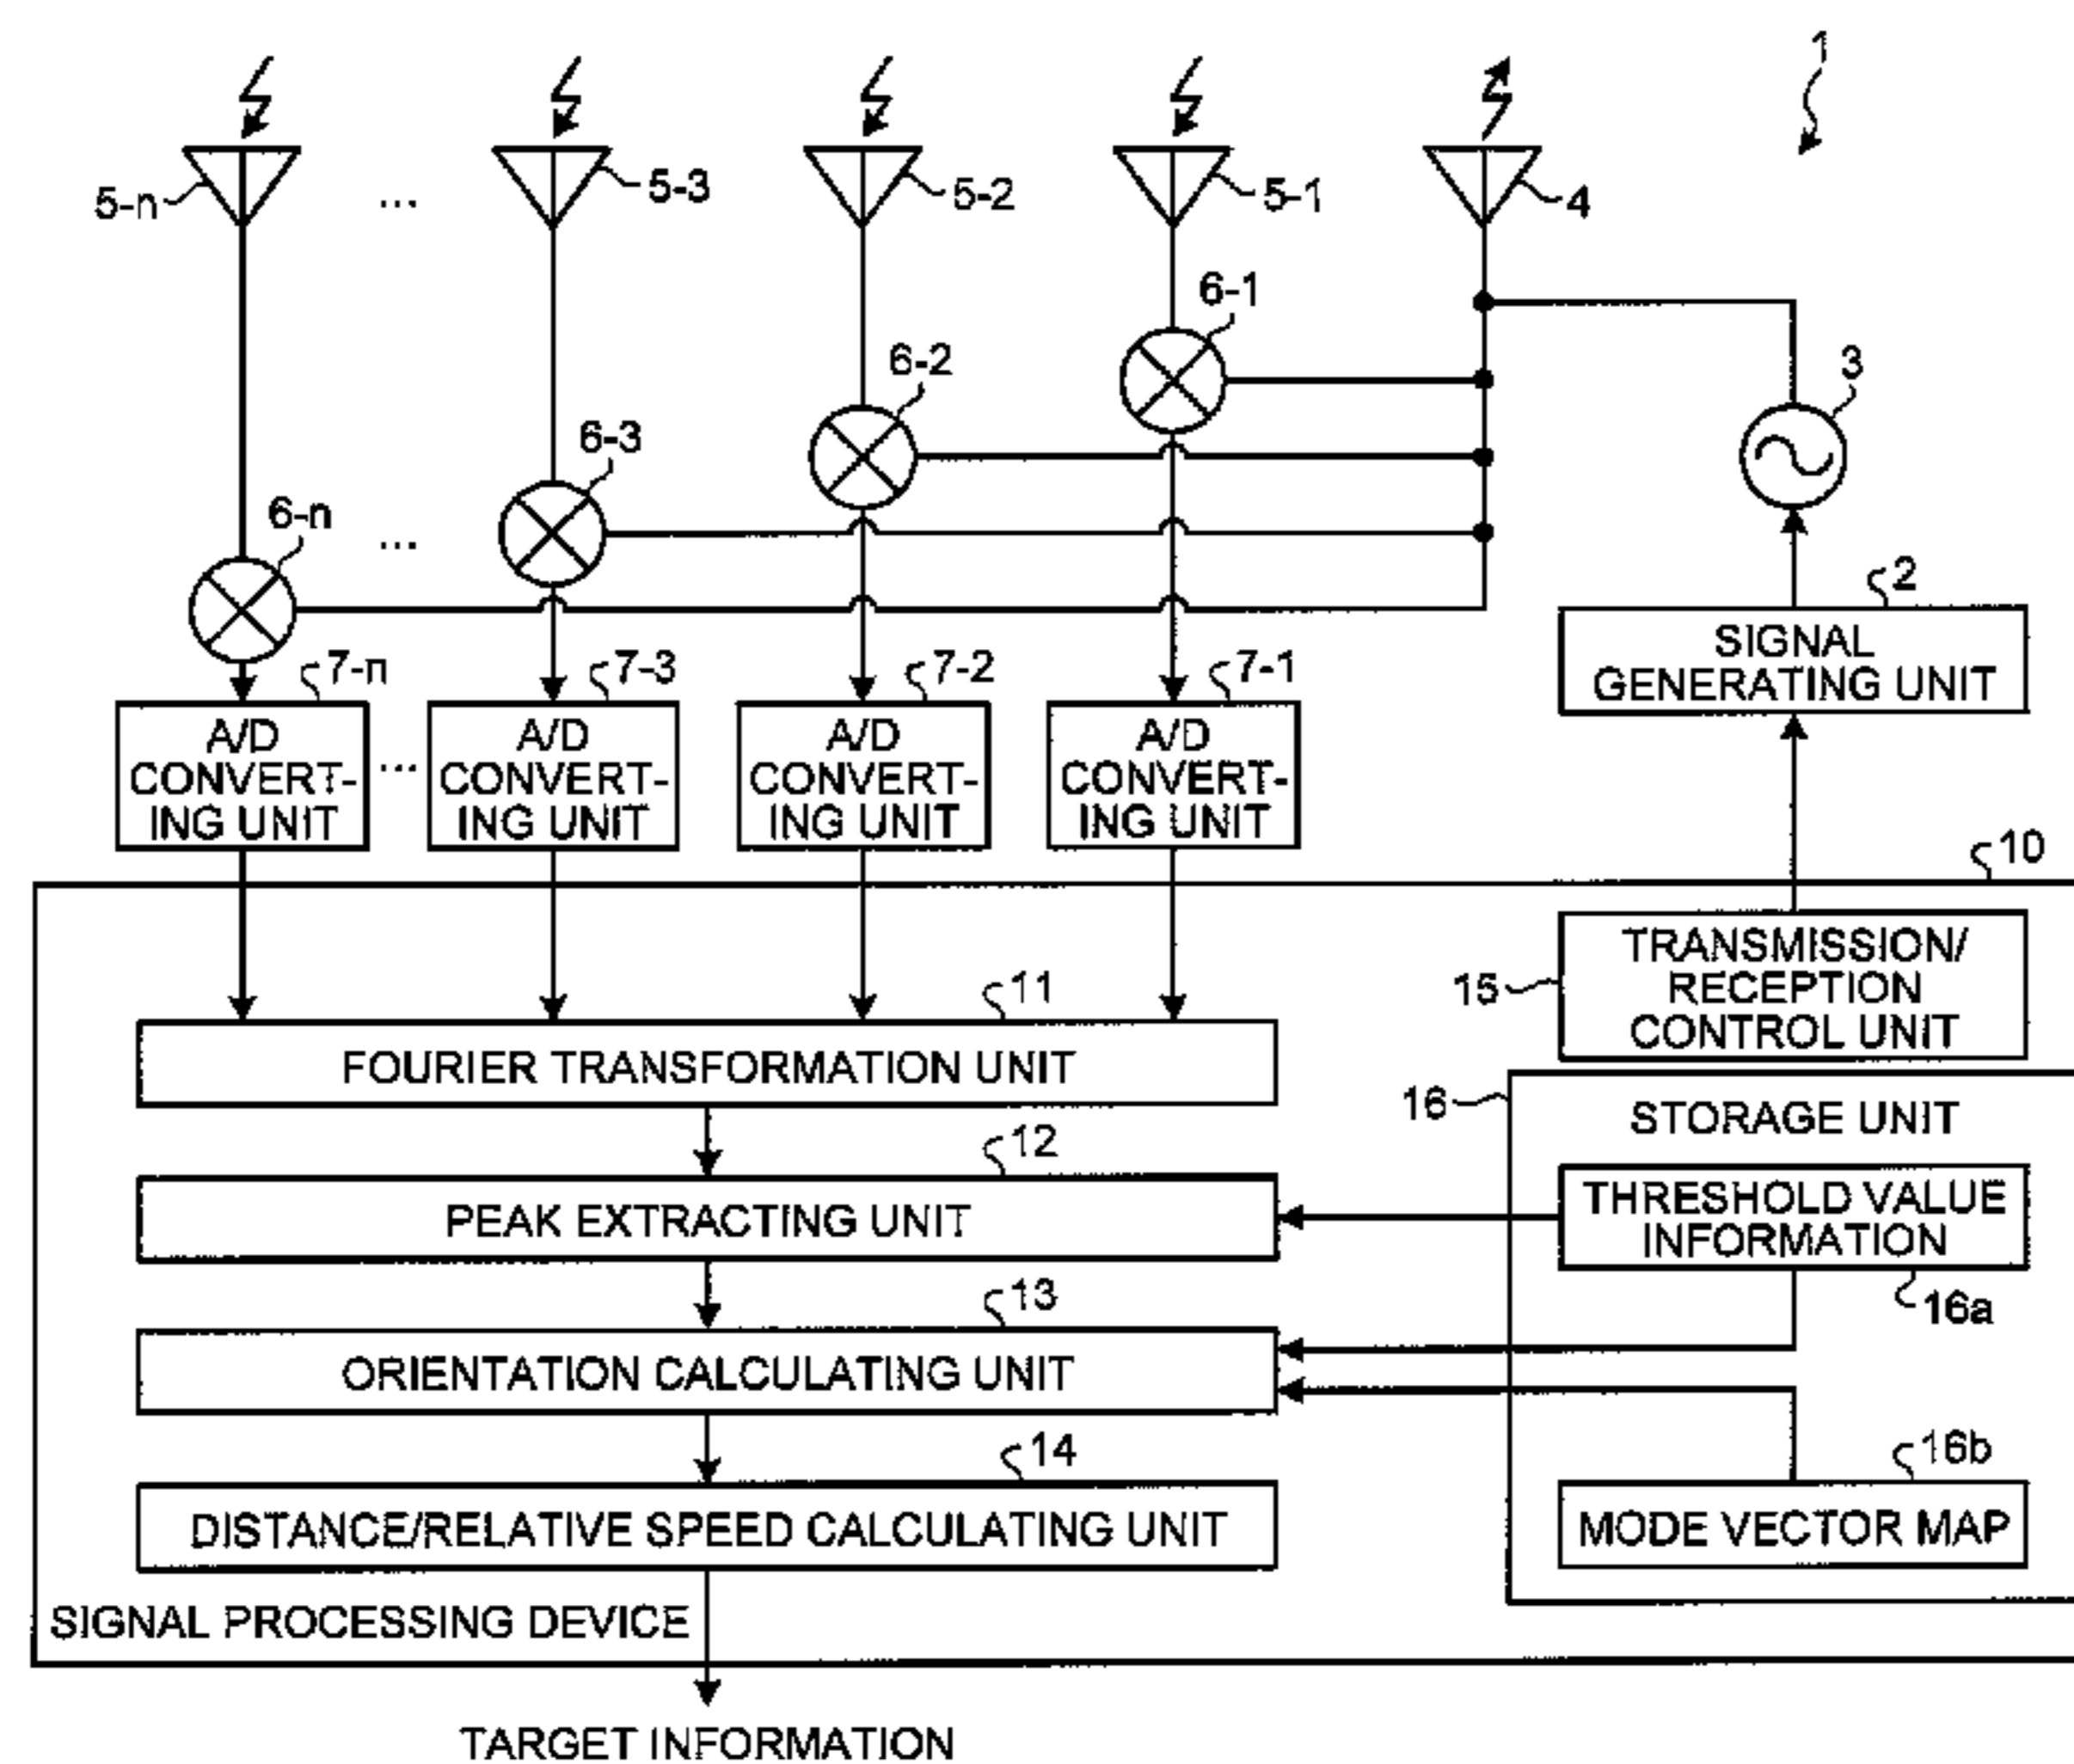 1
5-n
...
5-3
5-2
5-1
4
6-1
6-2
3
6-3
6-n
...
2
SIGNAL
GENERATING UNIT
7-n
7-3
7-2
7-1
A/D
CONVERT-
ING UNIT
...
A/D
CONVERT-
ING UNIT
A/D
CONVERT-
ING UNIT
A/D
CONVERT-
ING UNIT
10
15
TRANSMISSION/
RECEPTION
CONTROL UNIT
11
FOURIER TRANSFORMATION UNIT
16
STORAGE UNIT
12
PEAK EXTRACTING UNIT
THRESHOLD VALUE
INFORMATION
16a
13
ORIENTATION CALCULATING UNIT
14
DISTANCE/RELATIVE SPEED CALCULATING UNIT
16b
MODE VECTOR MAP
SIGNAL PROCESSING DEVICE
TARGET INFORMATION